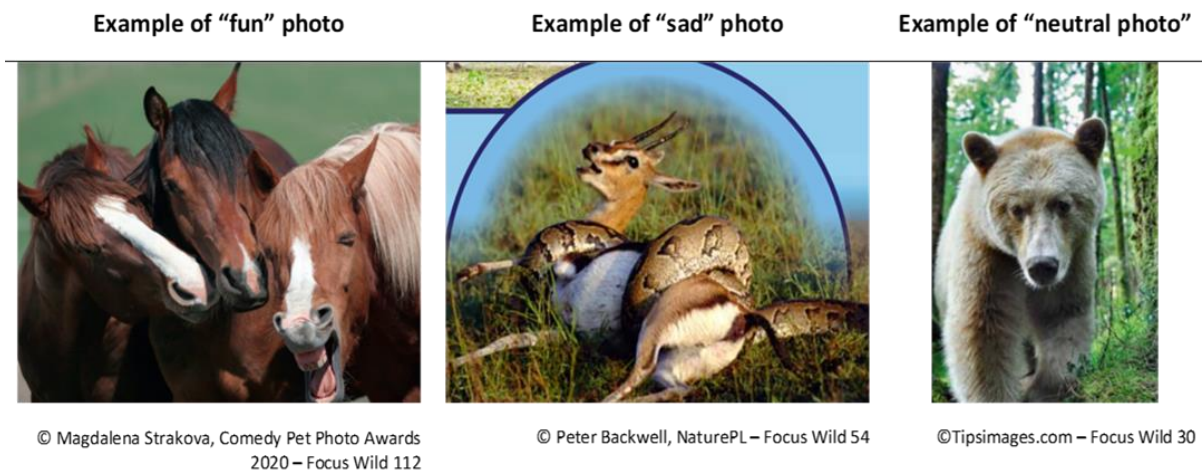 Example of “fun” photo
Example of “sad” photo
Example of “neutral photo”
© Magdalena Strakova, Comedy Pet Photo Awards
2020 – Focus Wild 112
© Peter Backwell, NaturePL – Focus Wild 54
©Tipsimages.com – Focus Wild 30